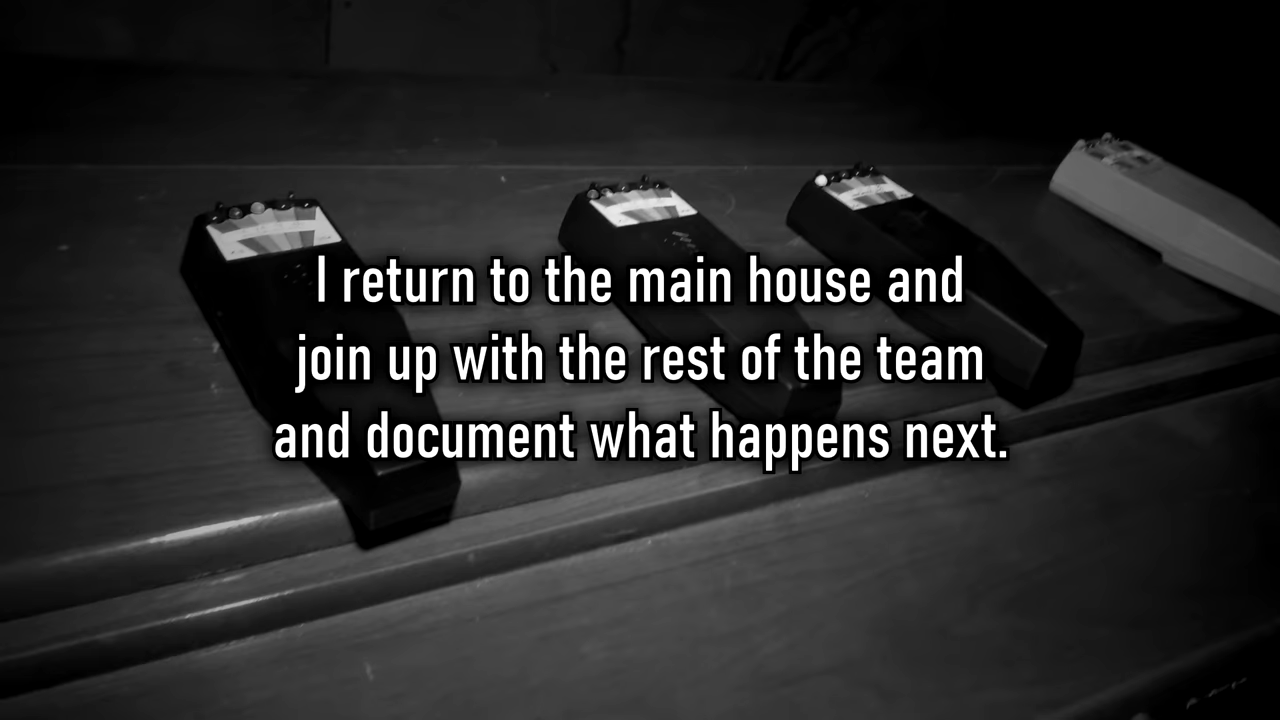 I return to the main house and
join up with the rest of the team
and document what happens next.